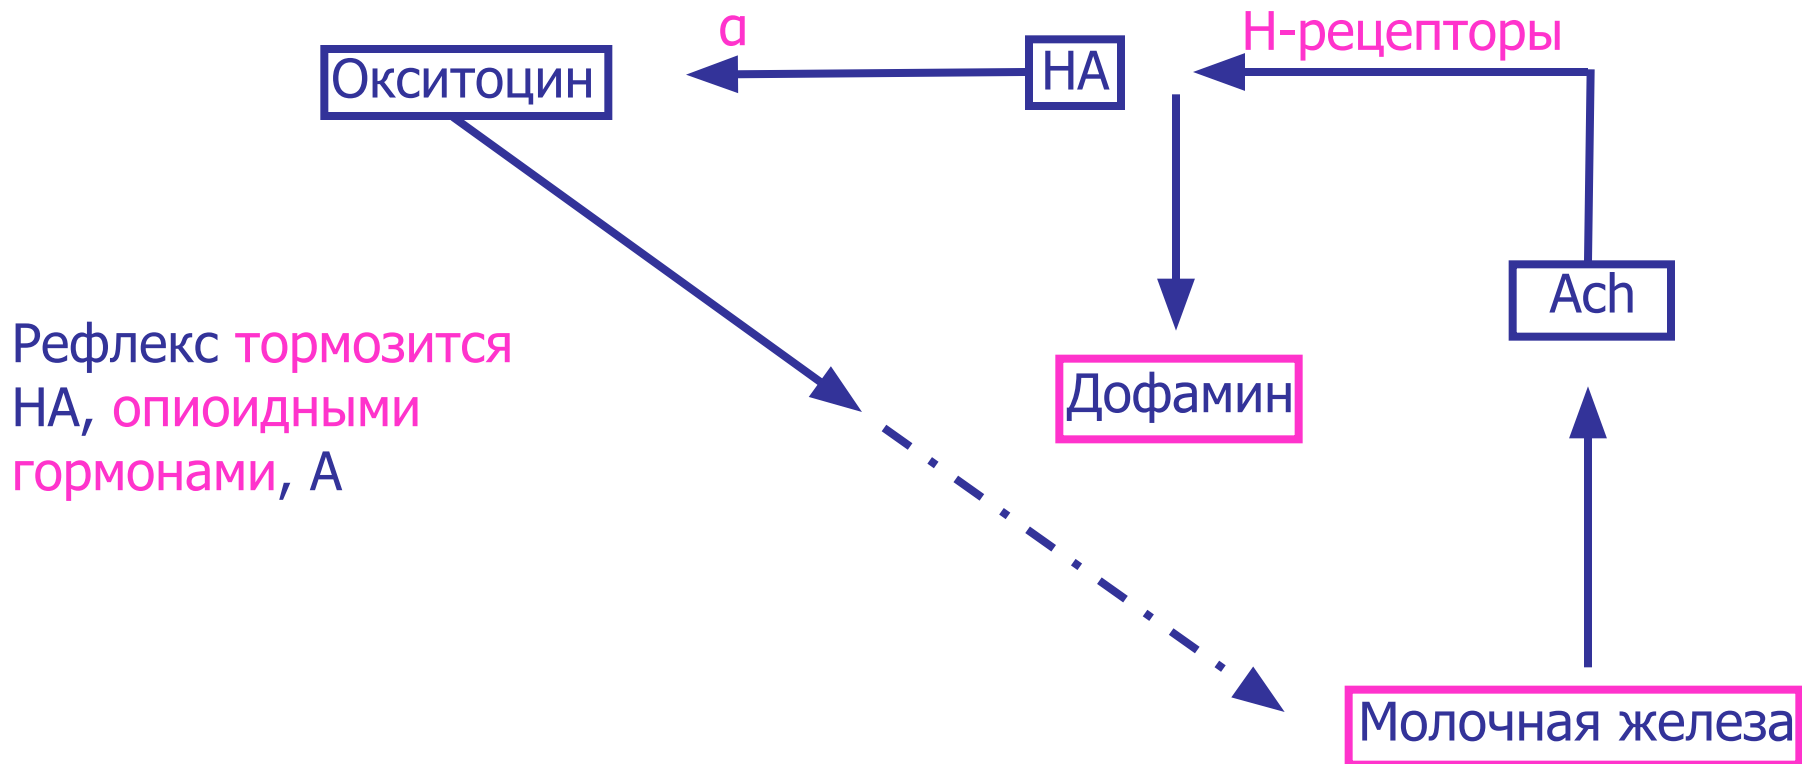 α
Н-рецепторы
Окситоцин
НА
Ach
Рефлекс тормозится
НА, опиоидными
гормонами, А
Дофамин
Молочная железа